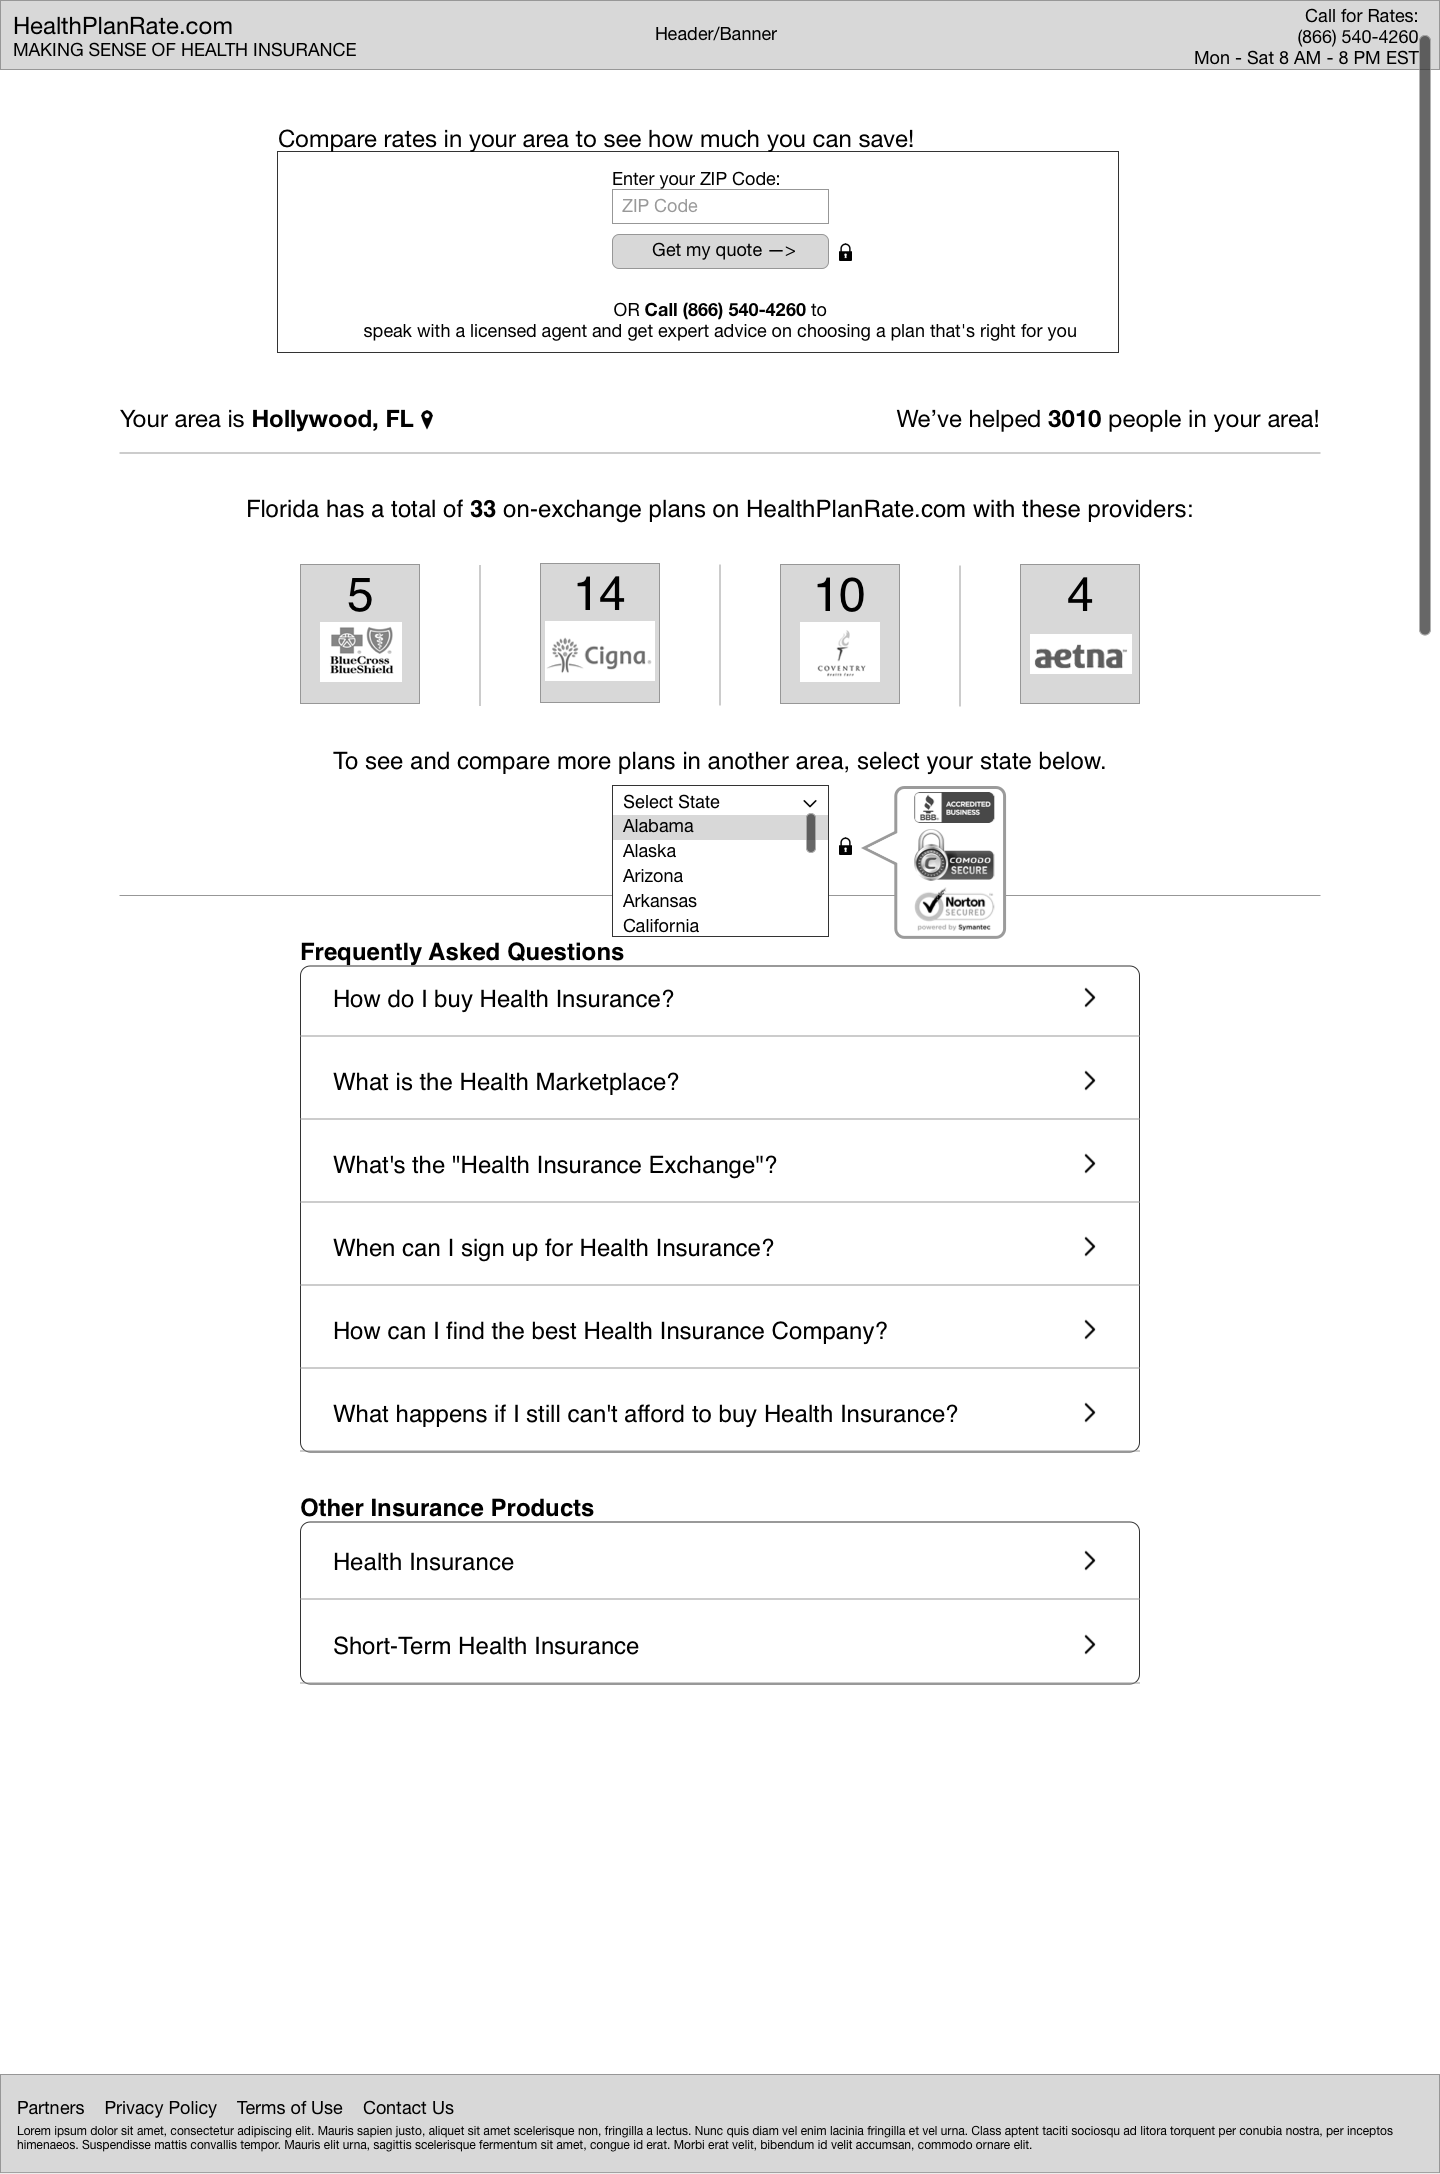 HealthPlanRate.com
MAKING SENSE OF HEALTH INSURANCE
Header/Banner
Call for Rates:
(866) 540-4260
Mon - Sat 8 AM - 8 PM EST
Compare rates in your area to see how much you can save!
Enter your ZIP Code:
ZIP Code
Get my quote —>
OR Call (866) 540-4260 to
speak with a licensed agent and get expert advice on choosing a plan that's right for you
Your area is Hollywood, FL
We’ve helped 3010 people in your area!
Florida has a total of 33 on-exchange plans on HealthPlanRate.com with these providers:
5
BlueCross
BlueShield
14
Cigna
10
COVENTRY
Health Care
4
aetna™
To see and compare more plans in another area, select your state below.
Select State
Alabama
Alaska
Arizona
Arkansas
California
BBB
ACCREDITED
BUSINESS
C
COMODO
SECURE
Norton
SECURED
powered by Symantec
Frequently Asked Questions
How do I buy Health Insurance?
What is the Health Marketplace?
What's the "Health Insurance Exchange"?
When can I sign up for Health Insurance?
How can I find the best Health Insurance Company?
What happens if I still can't afford to buy Health Insurance?
Other Insurance Products
Health Insurance
Short-Term Health Insurance
Partners Privacy Policy Terms of Use Contact Us
Lorem ipsum dolor sit amet, consectetur adipiscing elit. Mauris sapien justo, aliquet sit amet scelerisque non, fringilla a lectus. Nunc quis diam vel enim lacinia fringilla et vel urna. Class aptent taciti sociosqu ad litora torquent per conubia nostra, per inceptos
himenaeos. Suspendisse mattis convallis tempor. Mauris elit urna, sagittis scelerisque fermentum sit amet, congue id erat. Morbi erat velit, bibendum id velit accumsan, commodo ornare elit.